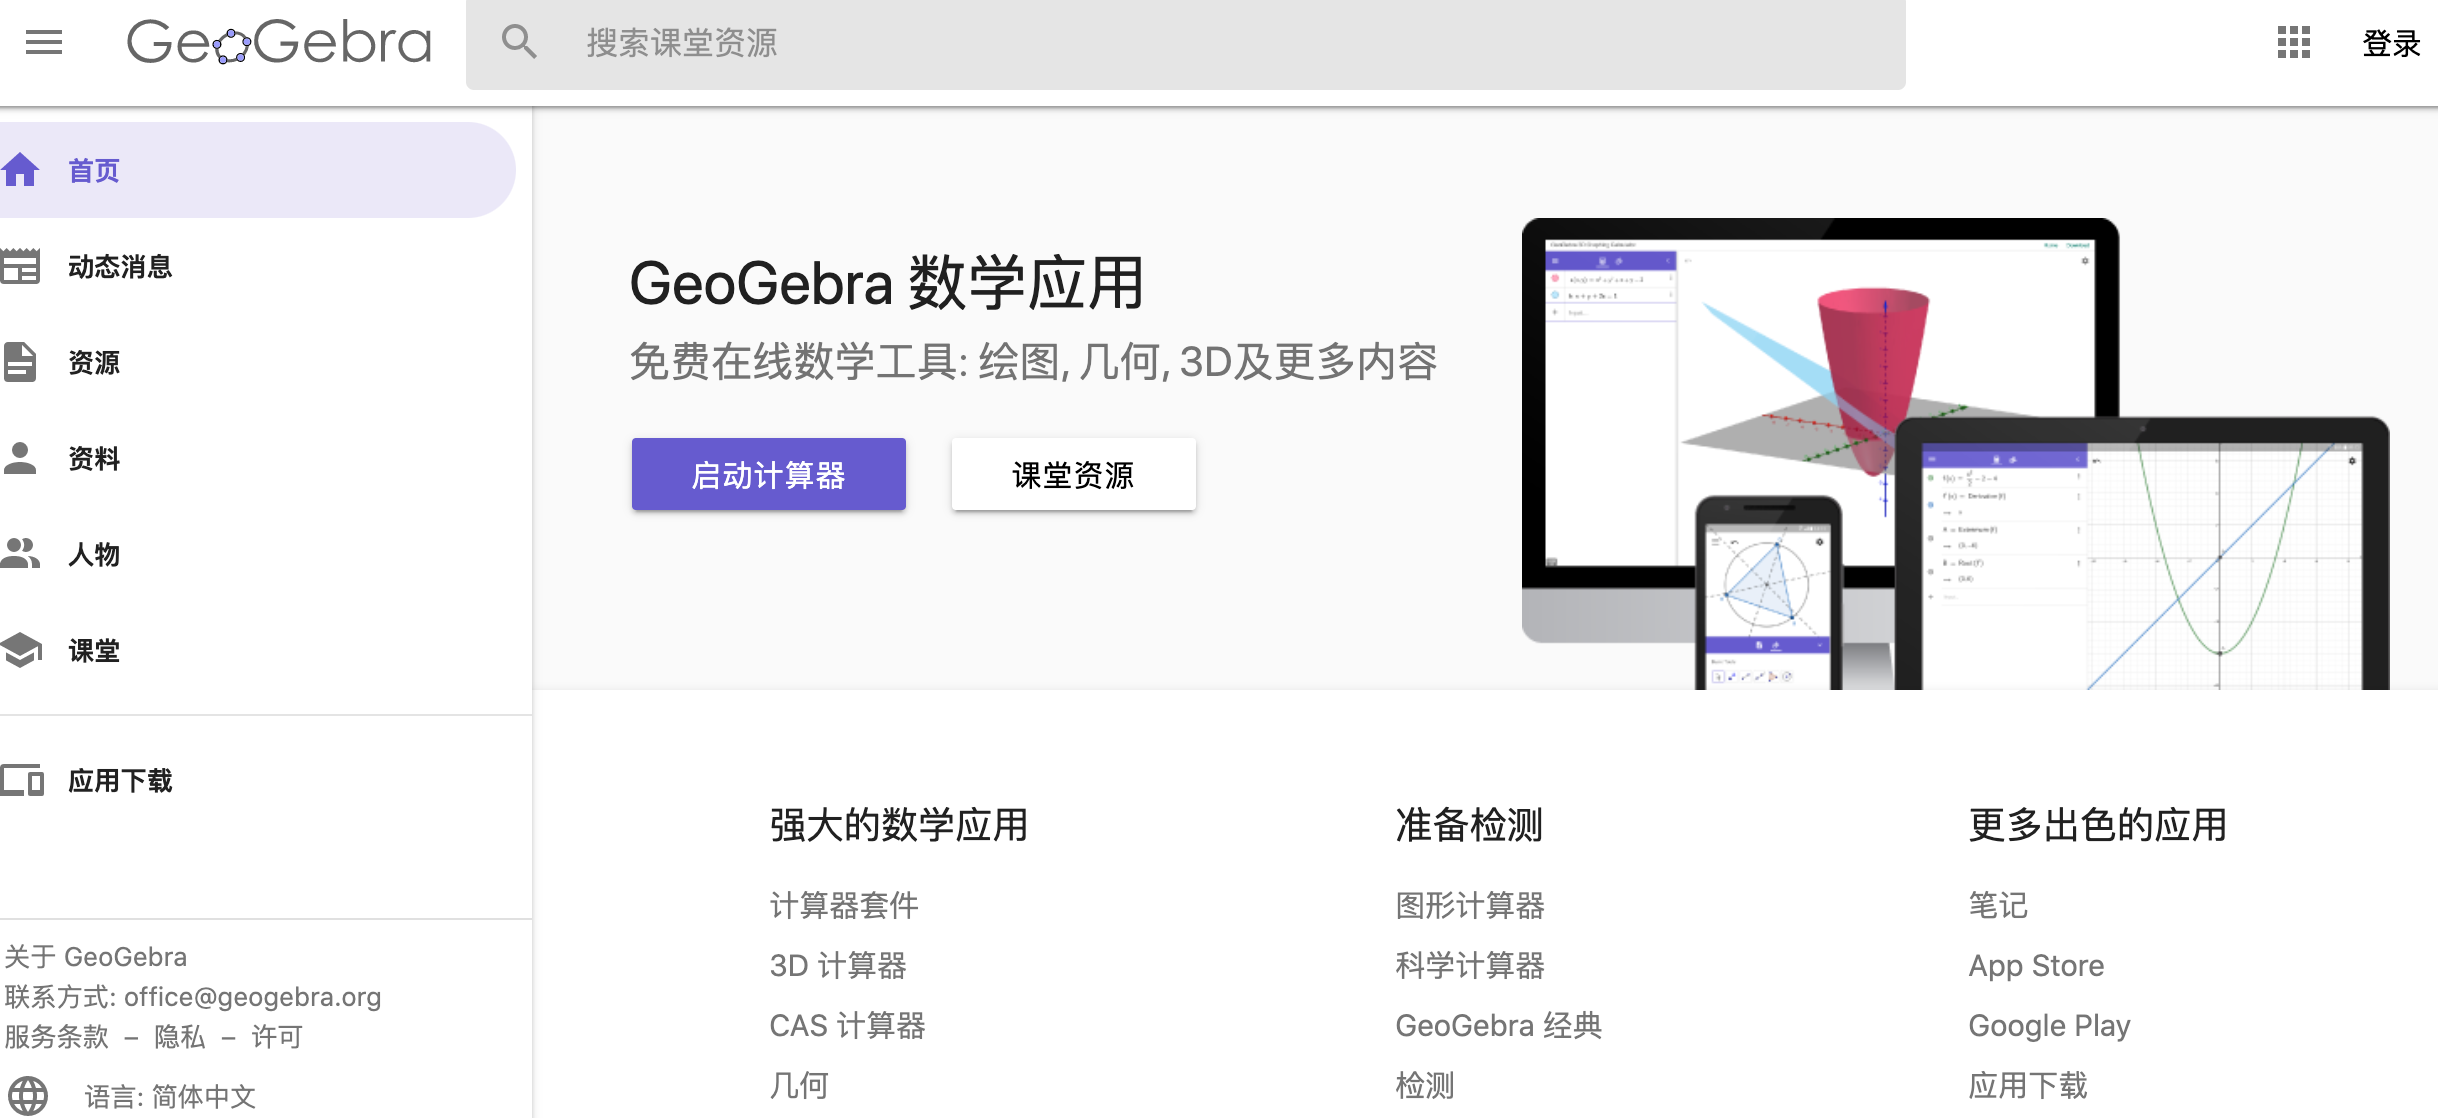 GeoGebra
搜索课堂资源
登录
首页
动态消息
资源
资料
人物
课堂
应用下载
关于 GeoGebra
联系方式: office@geogebra.org
服务条款 – 隐私 – 许可
语言: 简体中文
GeoGebra 数学应用
免费在线数学工具: 绘图, 几何, 3D及更多内容
启动计算器
课堂资源
强大的数学应用
计算器套件
3D 计算器
CAS 计算器
几何
准备检测
图形计算器
科学计算器
GeoGebra 经典
检测
更多出色的应用
笔记
App Store
Google Play
应用下载